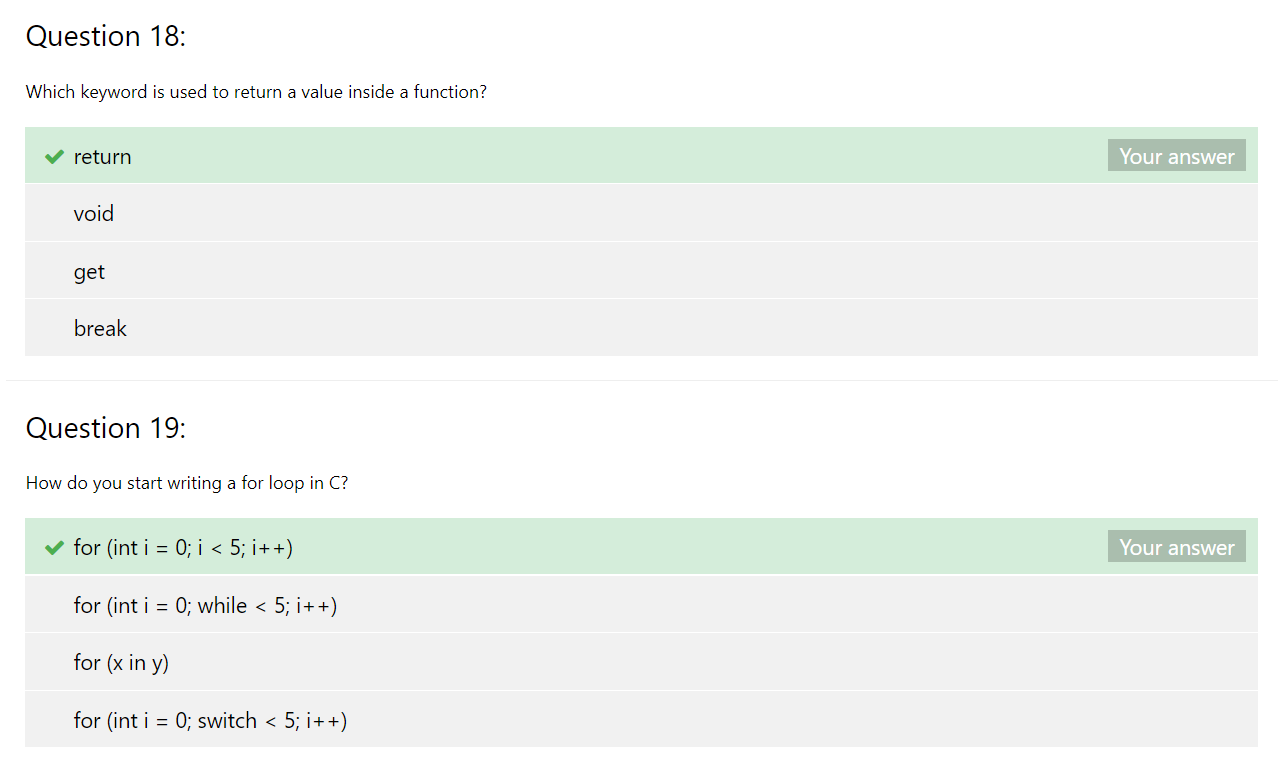 Question 18:
Which keyword is used to return a value inside a function?
return Your answer
void
get
break
Question 19:
How do you start writing a for loop in C?
for (int i = 0; i < 5; i++) Your answer
for (int i = 0; while < 5; i++)
for (x in y)
for (int i = 0; switch < 5; i++)